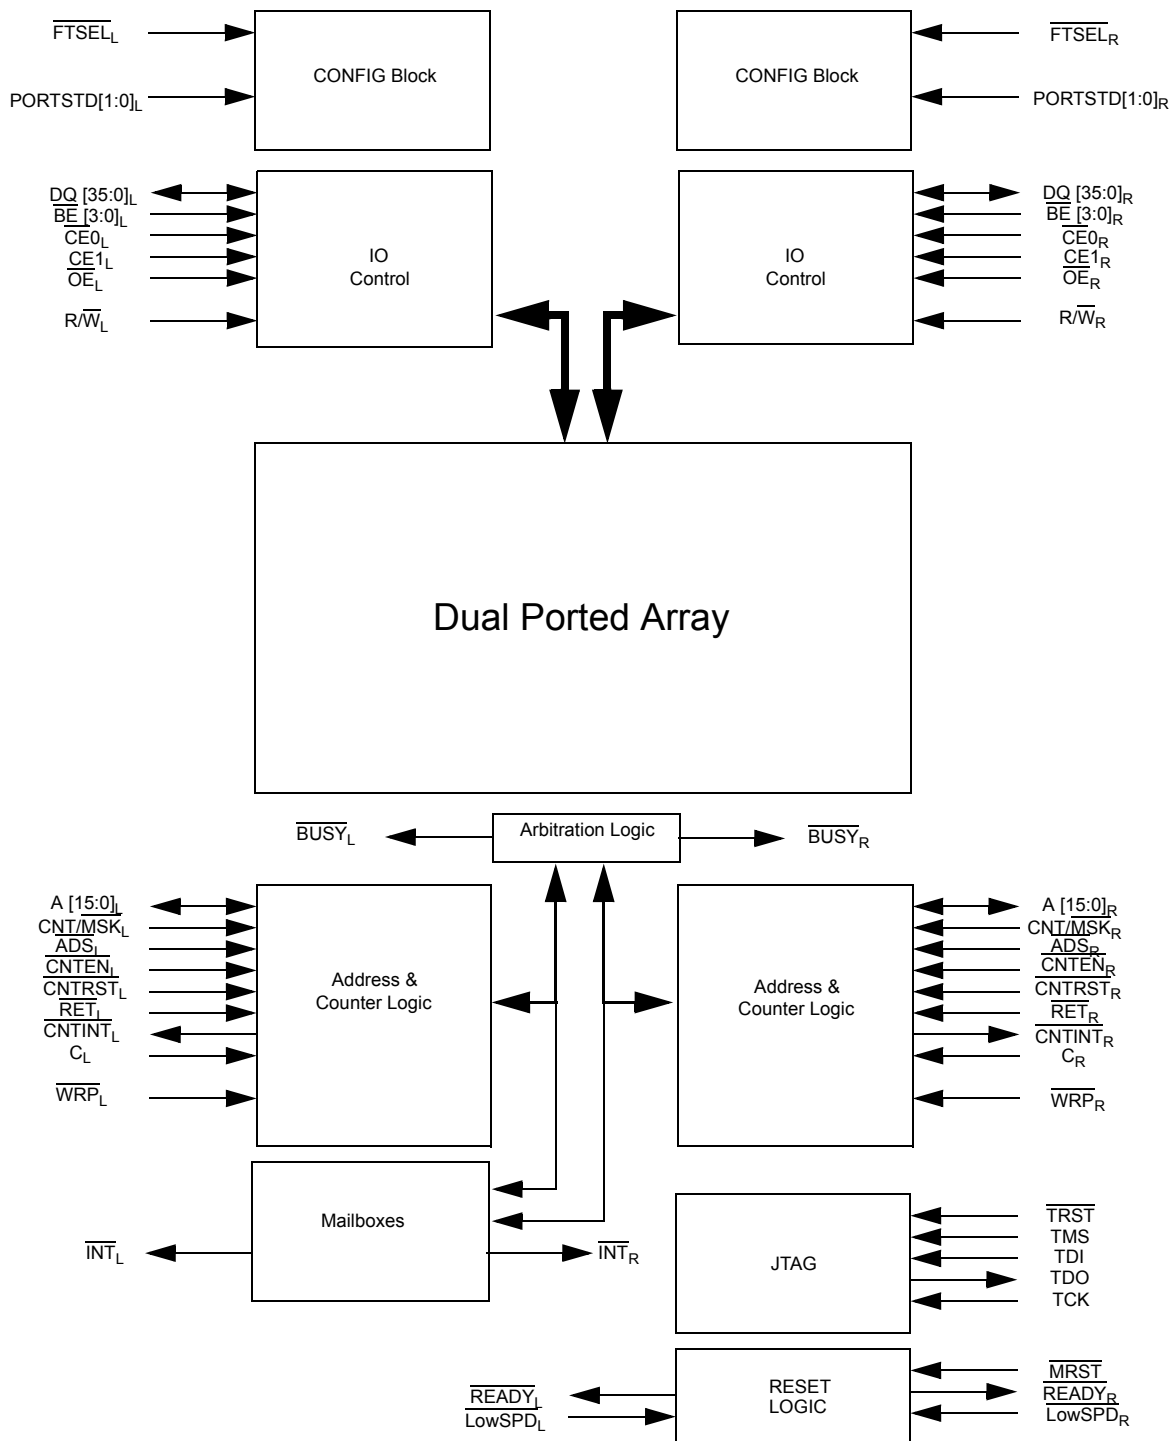 FTSEL_L
CONFIG Block
PORTSTD[1:0]_L
CONFIG Block
FTSEL_R
PORTSTD[1:0]_R
DQ [35:0]_L
BE [3:0]_L
CE0_L
CE1_L
OE_L
R/W_L
IO
Control
IO
Control
DQ [35:0]_R
BE [3:0]_R
CE0_R
CE1_R
OE_R
R/W_R
Dual Ported Array
BUSY_L
Arbitration Logic
BUSY_R
A [15:0]_L
CNT/MSK_L
ADS_L
CNTEN_L
CNTRST_L
RET_L
CNTINT_L
C_L
WRP_L
Address &
Counter Logic
Address &
Counter Logic
A [15:0]_R
CNT/MSK_R
ADS_R
CNTEN_R
CNTRST_R
RET_R
CNTINT_R
C_R
WRP_R
Mailboxes
INT_L
INT_R
JTAG
TRST
TMS
TDI
TDO
TCK
READY_L
LowSPD_L
RESET
LOGIC
MRST
READY_R
LowSPD_R